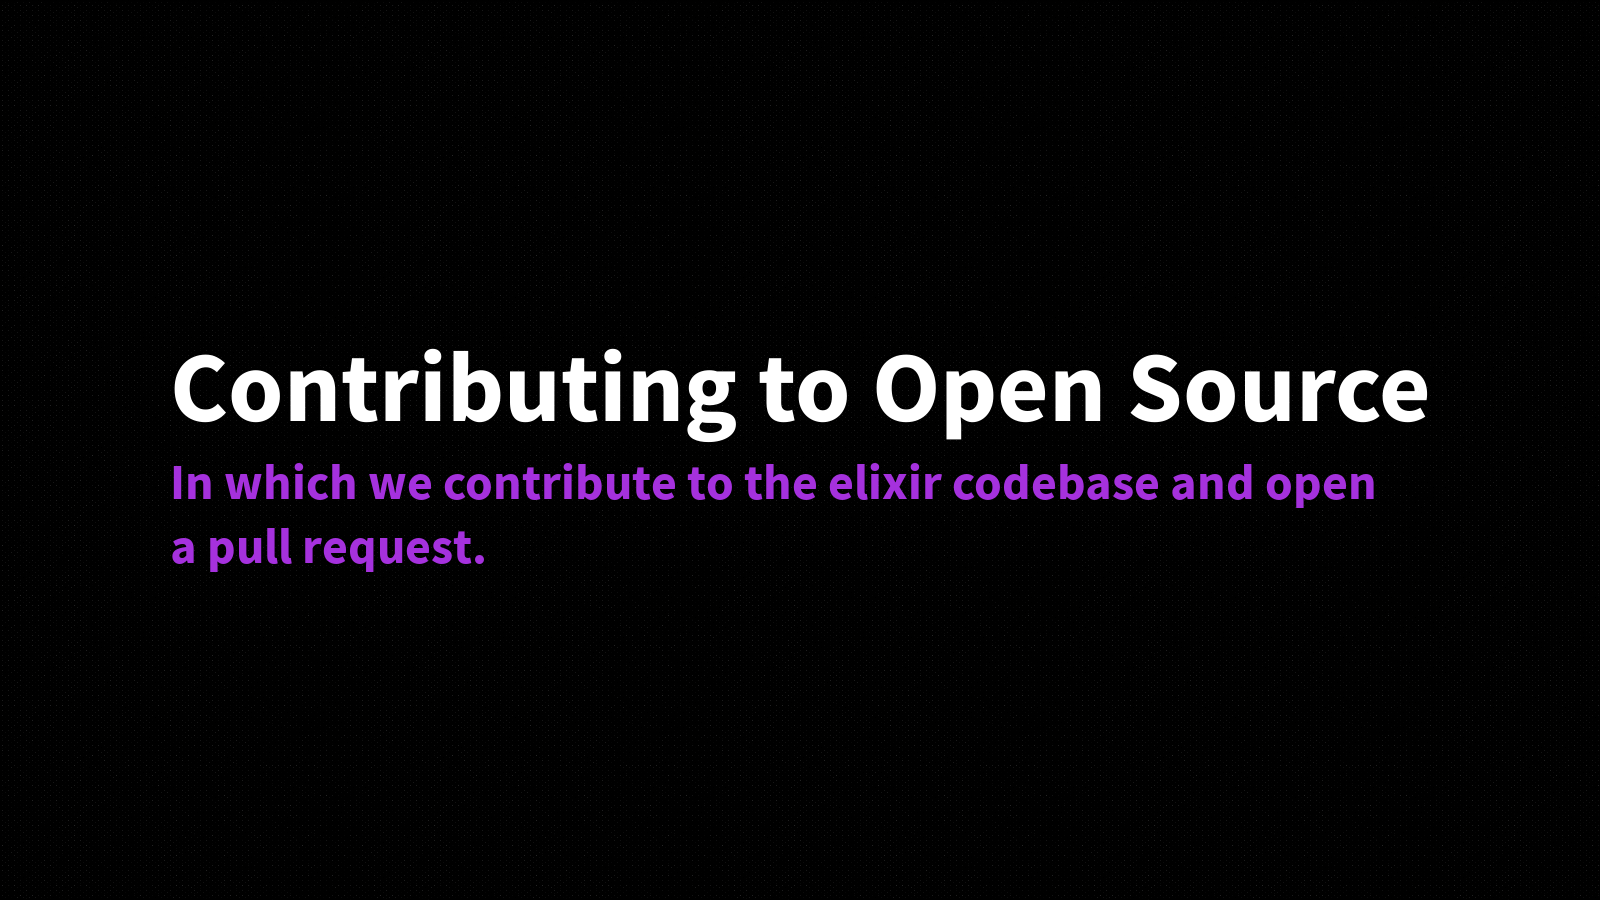 Contributing to Open Source
In which we contribute to the elixir codebase and open
a pull request.